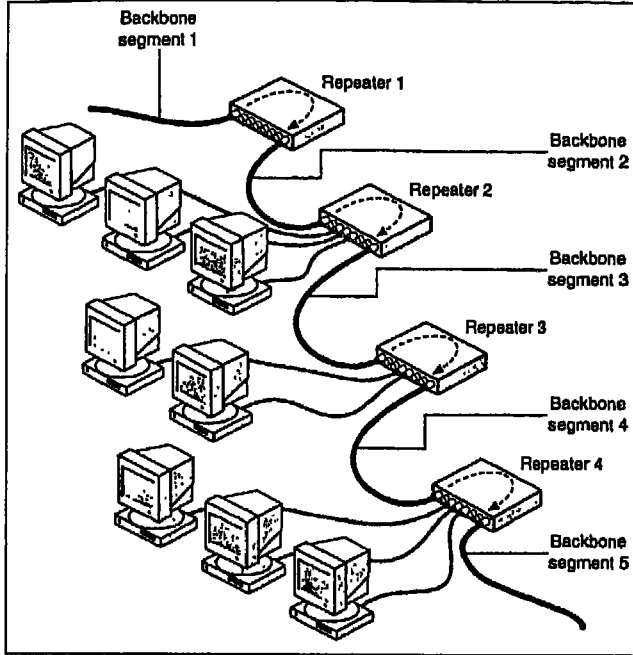 Backbone
segment 1
Repeater 1
Backbone
segment 2
Repeater 2
Backbone
segment 3
Repeater 3
Backbone
segment 4
Repeater 4
Backbone
segment 5